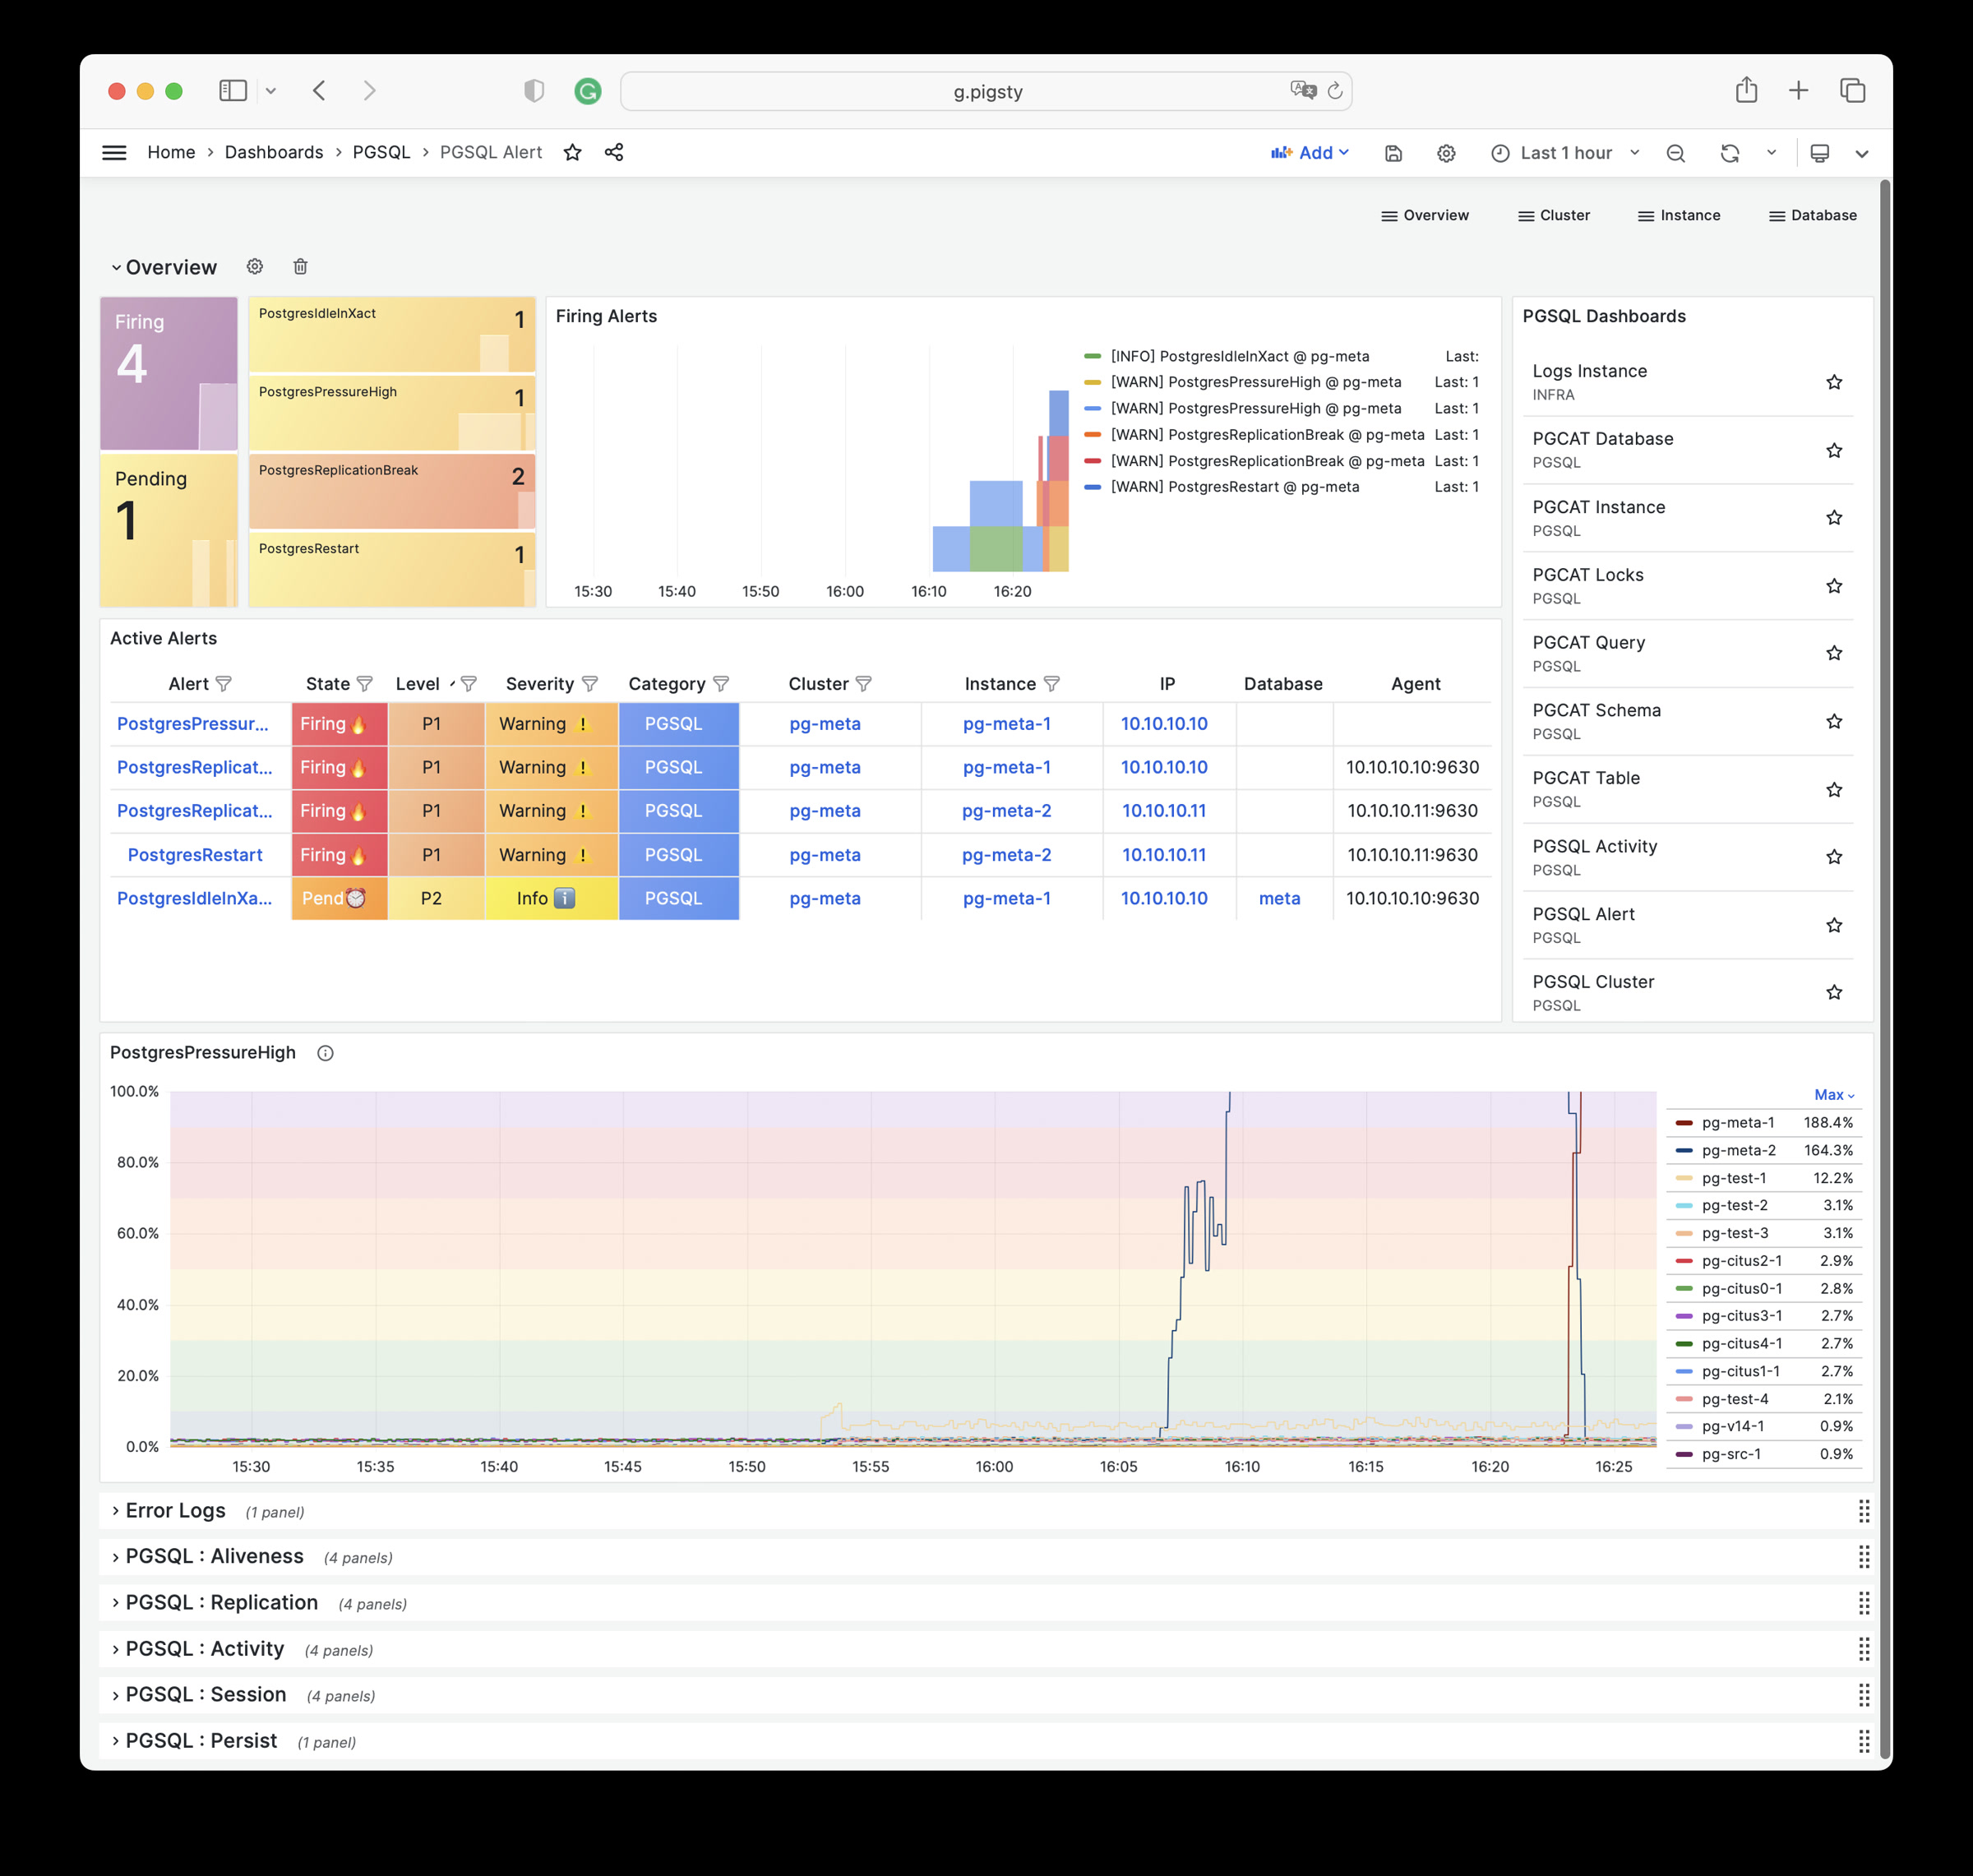 g.pigsty
Home › Dashboards › PGSQL › PGSQL Alert
Add
Last 1 hour
Overview
Cluster
Instance
Database
Overview
Firing
4
Pending
1
PostgresIdleInXact 1
PostgresPressureHigh 1
PostgresReplicationBreak 2
PostgresRestart 1
Firing Alerts
[INFO] PostgresIdleInXact @ pg-meta Last:
[WARN] PostgresPressureHigh @ pg-meta Last: 1
[WARN] PostgresPressureHigh @ pg-meta Last: 1
[WARN] PostgresReplicationBreak @ pg-meta Last: 1
[WARN] PostgresReplicationBreak @ pg-meta Last: 1
[WARN] PostgresRestart @ pg-meta Last: 1
15:30 15:40 15:50 16:00 16:10 16:20
PGSQL Dashboards
Logs Instance
INFRA
PGCAT Database
PGSQL
PGCAT Instance
PGSQL
PGCAT Locks
PGSQL
PGCAT Query
PGSQL
PGCAT Schema
PGSQL
PGCAT Table
PGSQL
PGSQL Activity
PGSQL
PGSQL Alert
PGSQL
PGSQL Cluster
PGSQL
Active Alerts
Alert State Level Severity Category Cluster Instance IP Database Agent
PostgresPressur... Firing🔥 P1 Warning ⚠️ PGSQL pg-meta pg-meta-1 10.10.10.10
PostgresReplicat... Firing🔥 P1 Warning ⚠️ PGSQL pg-meta pg-meta-1 10.10.10.10 10.10.10.10:9630
PostgresReplicat... Firing🔥 P1 Warning ⚠️ PGSQL pg-meta pg-meta-2 10.10.10.11 10.10.10.11:9630
PostgresRestart Firing🔥 P1 Warning ⚠️ PGSQL pg-meta pg-meta-2 10.10.10.11 10.10.10.11:9630
PostgresIdleInXa... Pend⏰ P2 Info ℹ️ PGSQL pg-meta pg-meta-1 10.10.10.10 meta 10.10.10.10:9630
PostgresPressureHigh
100.0%
80.0%
60.0%
40.0%
20.0%
0.0%
15:30 15:35 15:40 15:45 15:50 15:55 16:00 16:05 16:10 16:15 16:20 16:25
Max
pg-meta-1 188.4%
pg-meta-2 164.3%
pg-test-1 12.2%
pg-test-2 3.1%
pg-test-3 3.1%
pg-citus2-1 2.9%
pg-citus0-1 2.8%
pg-citus3-1 2.7%
pg-citus4-1 2.7%
pg-citus1-1 2.7%
pg-test-4 2.1%
pg-v14-1 0.9%
pg-src-1 0.9%
Error Logs (1 panel)
PGSQL : Aliveness (4 panels)
PGSQL : Replication (4 panels)
PGSQL : Activity (4 panels)
PGSQL : Session (4 panels)
PGSQL : Persist (1 panel)